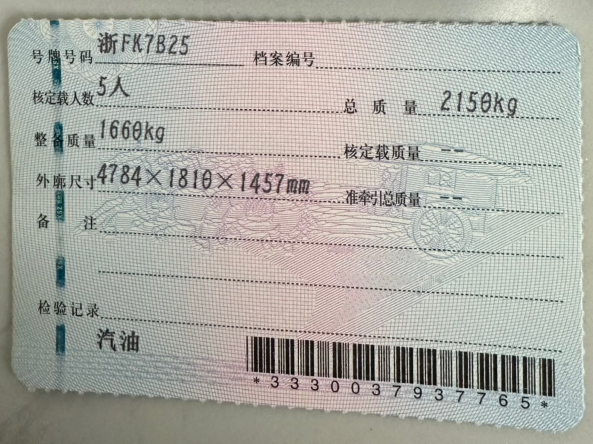 号牌号码 浙FK7B25 档案编号
核定载人数 5人 总质量 2150kg
整备质量 1660kg 核定载质量 --
外廓尺寸 4784×1810×1457mm 准牵引总质量 --
备注
检验记录
汽油
*3330037937765*